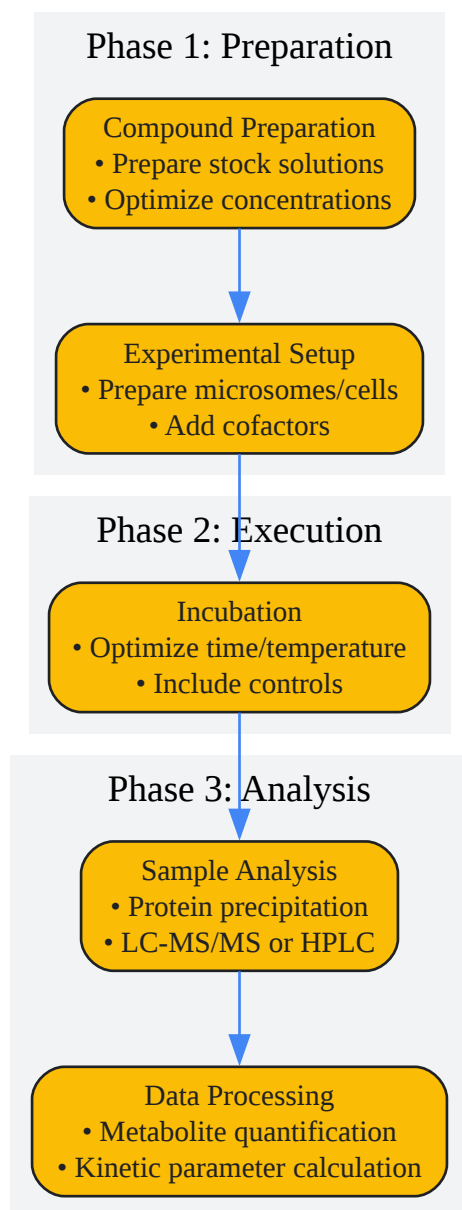 Phase 1: Preparation
Compound Preparation
• Prepare stock solutions
• Optimize concentrations
Experimental Setup
• Prepare microsomes/cells
• Add cofactors
Phase 2: Execution
Incubation
• Optimize time/temperature
• Include controls
Phase 3: Analysis
Sample Analysis
• Protein precipitation
• LC-MS/MS or HPLC
Data Processing
• Metabolite quantification
• Kinetic parameter calculation